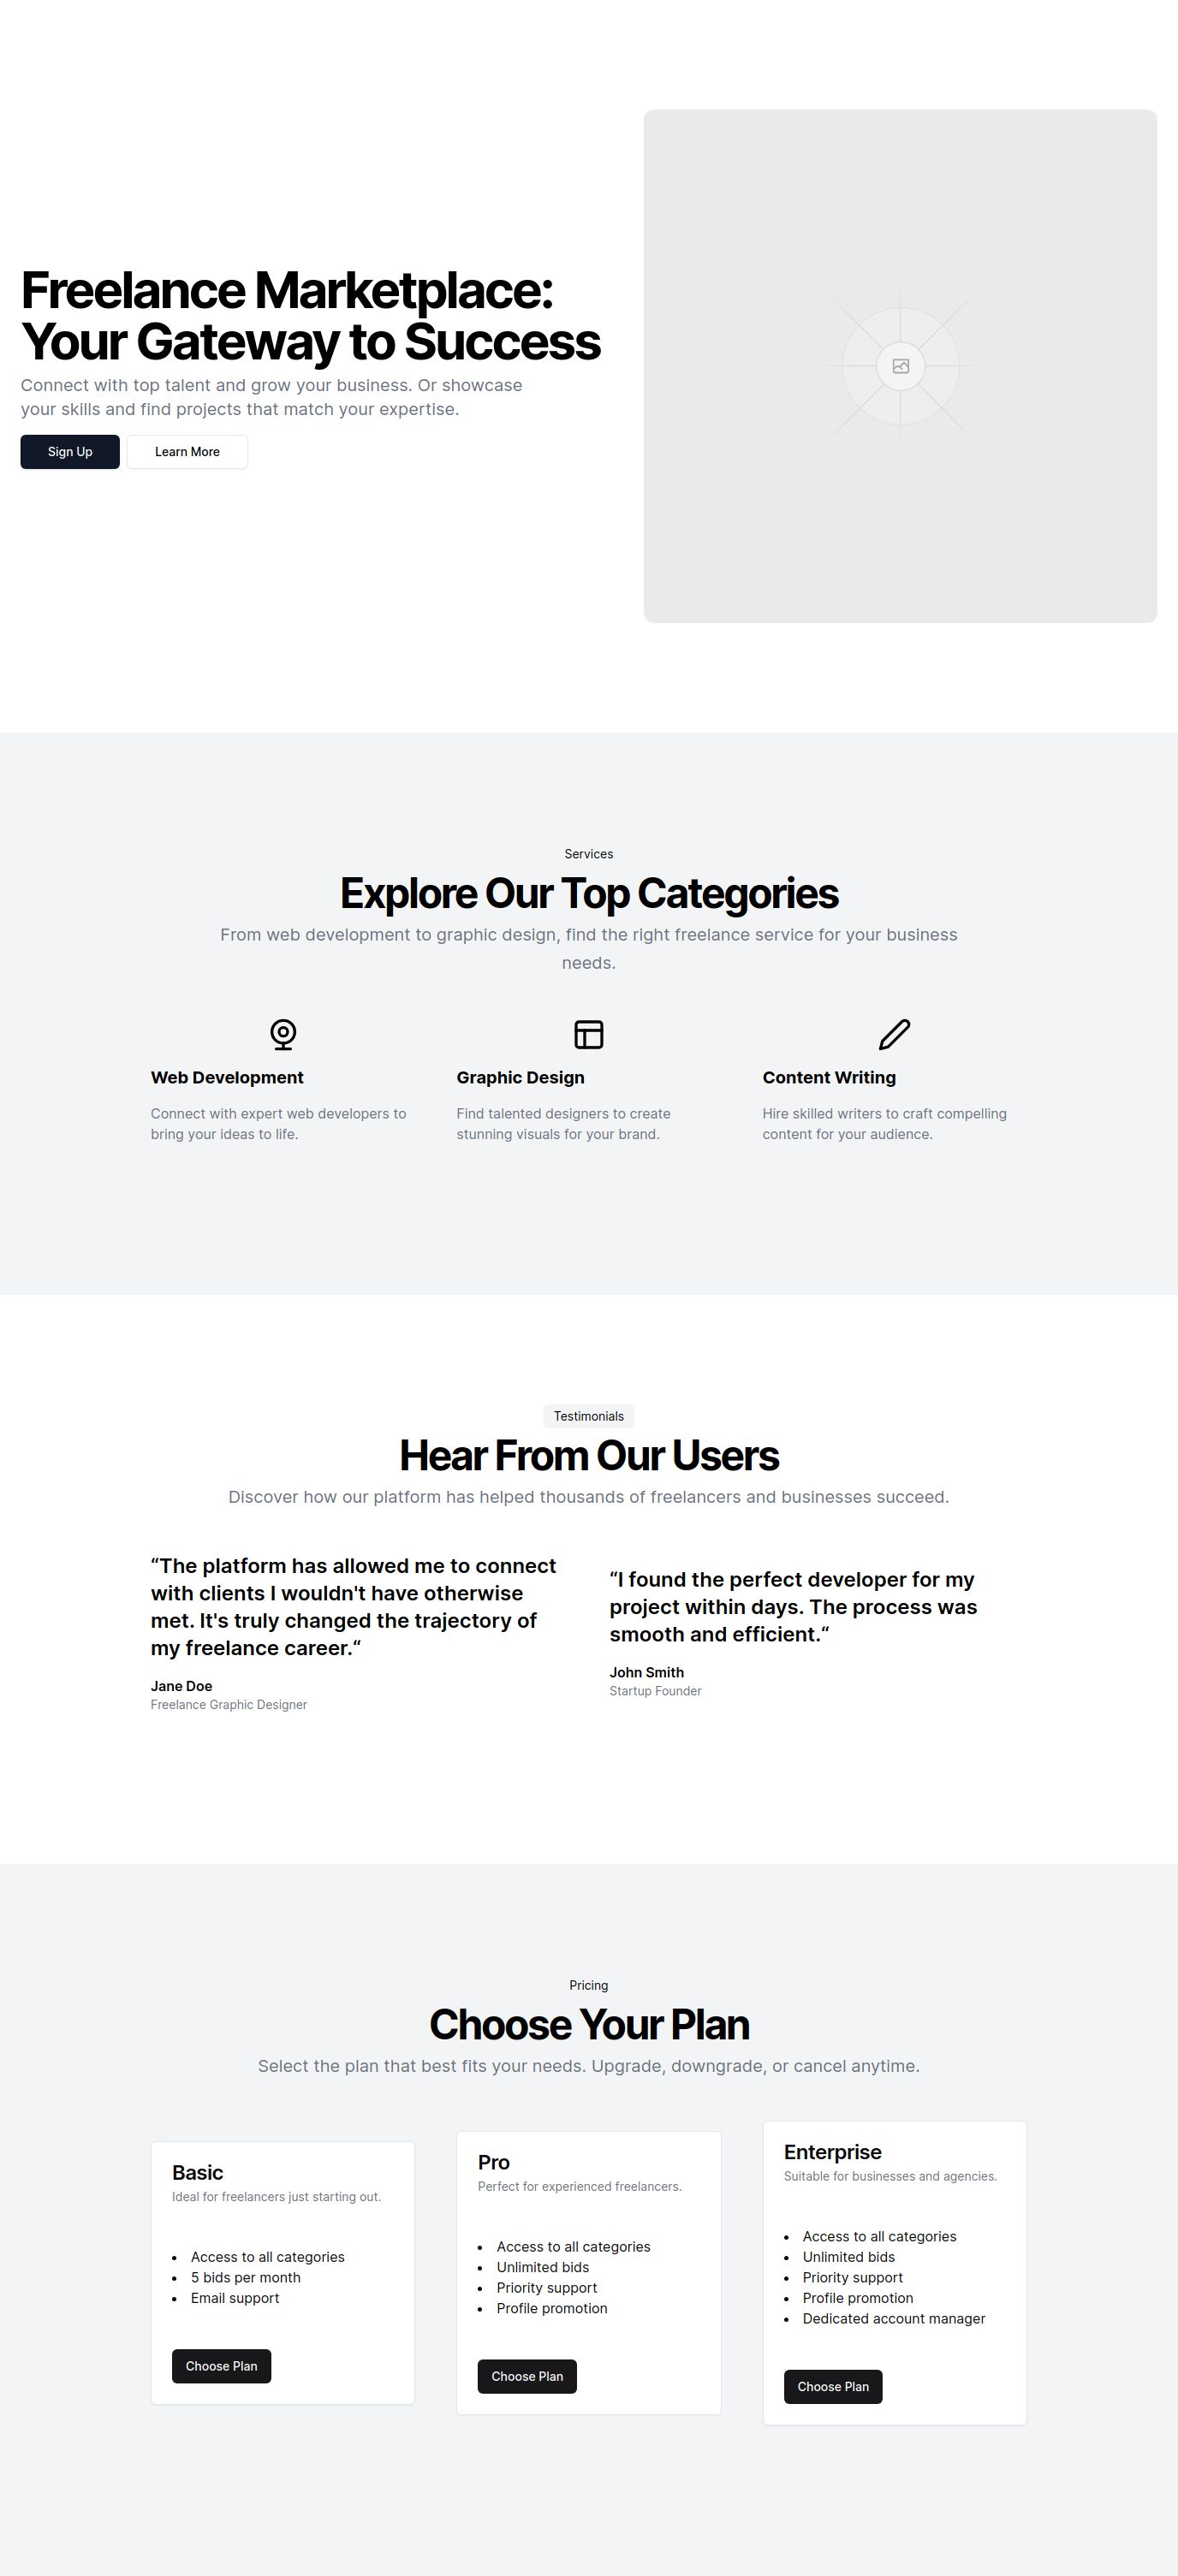 Freelance Marketplace:
Your Gateway to Success
Connect with top talent and grow your business. Or showcase
your skills and find projects that match your expertise.
Sign Up
Learn More
Services
Explore Our Top Categories
From web development to graphic design, find the right freelance service for your business
needs.
Web Development
Connect with expert web developers to
bring your ideas to life.
Graphic Design
Find talented designers to create
stunning visuals for your brand.
Content Writing
Hire skilled writers to craft compelling
content for your audience.
Testimonials
Hear From Our Users
Discover how our platform has helped thousands of freelancers and businesses succeed.
“The platform has allowed me to connect
with clients I wouldn't have otherwise
met. It's truly changed the trajectory of
my freelance career.“
Jane Doe
Freelance Graphic Designer
“I found the perfect developer for my
project within days. The process was
smooth and efficient.“
John Smith
Startup Founder
Pricing
Choose Your Plan
Select the plan that best fits your needs. Upgrade, downgrade, or cancel anytime.
Basic
Ideal for freelancers just starting out.
• Access to all categories
• 5 bids per month
• Email support
Choose Plan
Pro
Perfect for experienced freelancers.
• Access to all categories
• Unlimited bids
• Priority support
• Profile promotion
Choose Plan
Enterprise
Suitable for businesses and agencies.
• Access to all categories
• Unlimited bids
• Priority support
• Profile promotion
• Dedicated account manager
Choose Plan